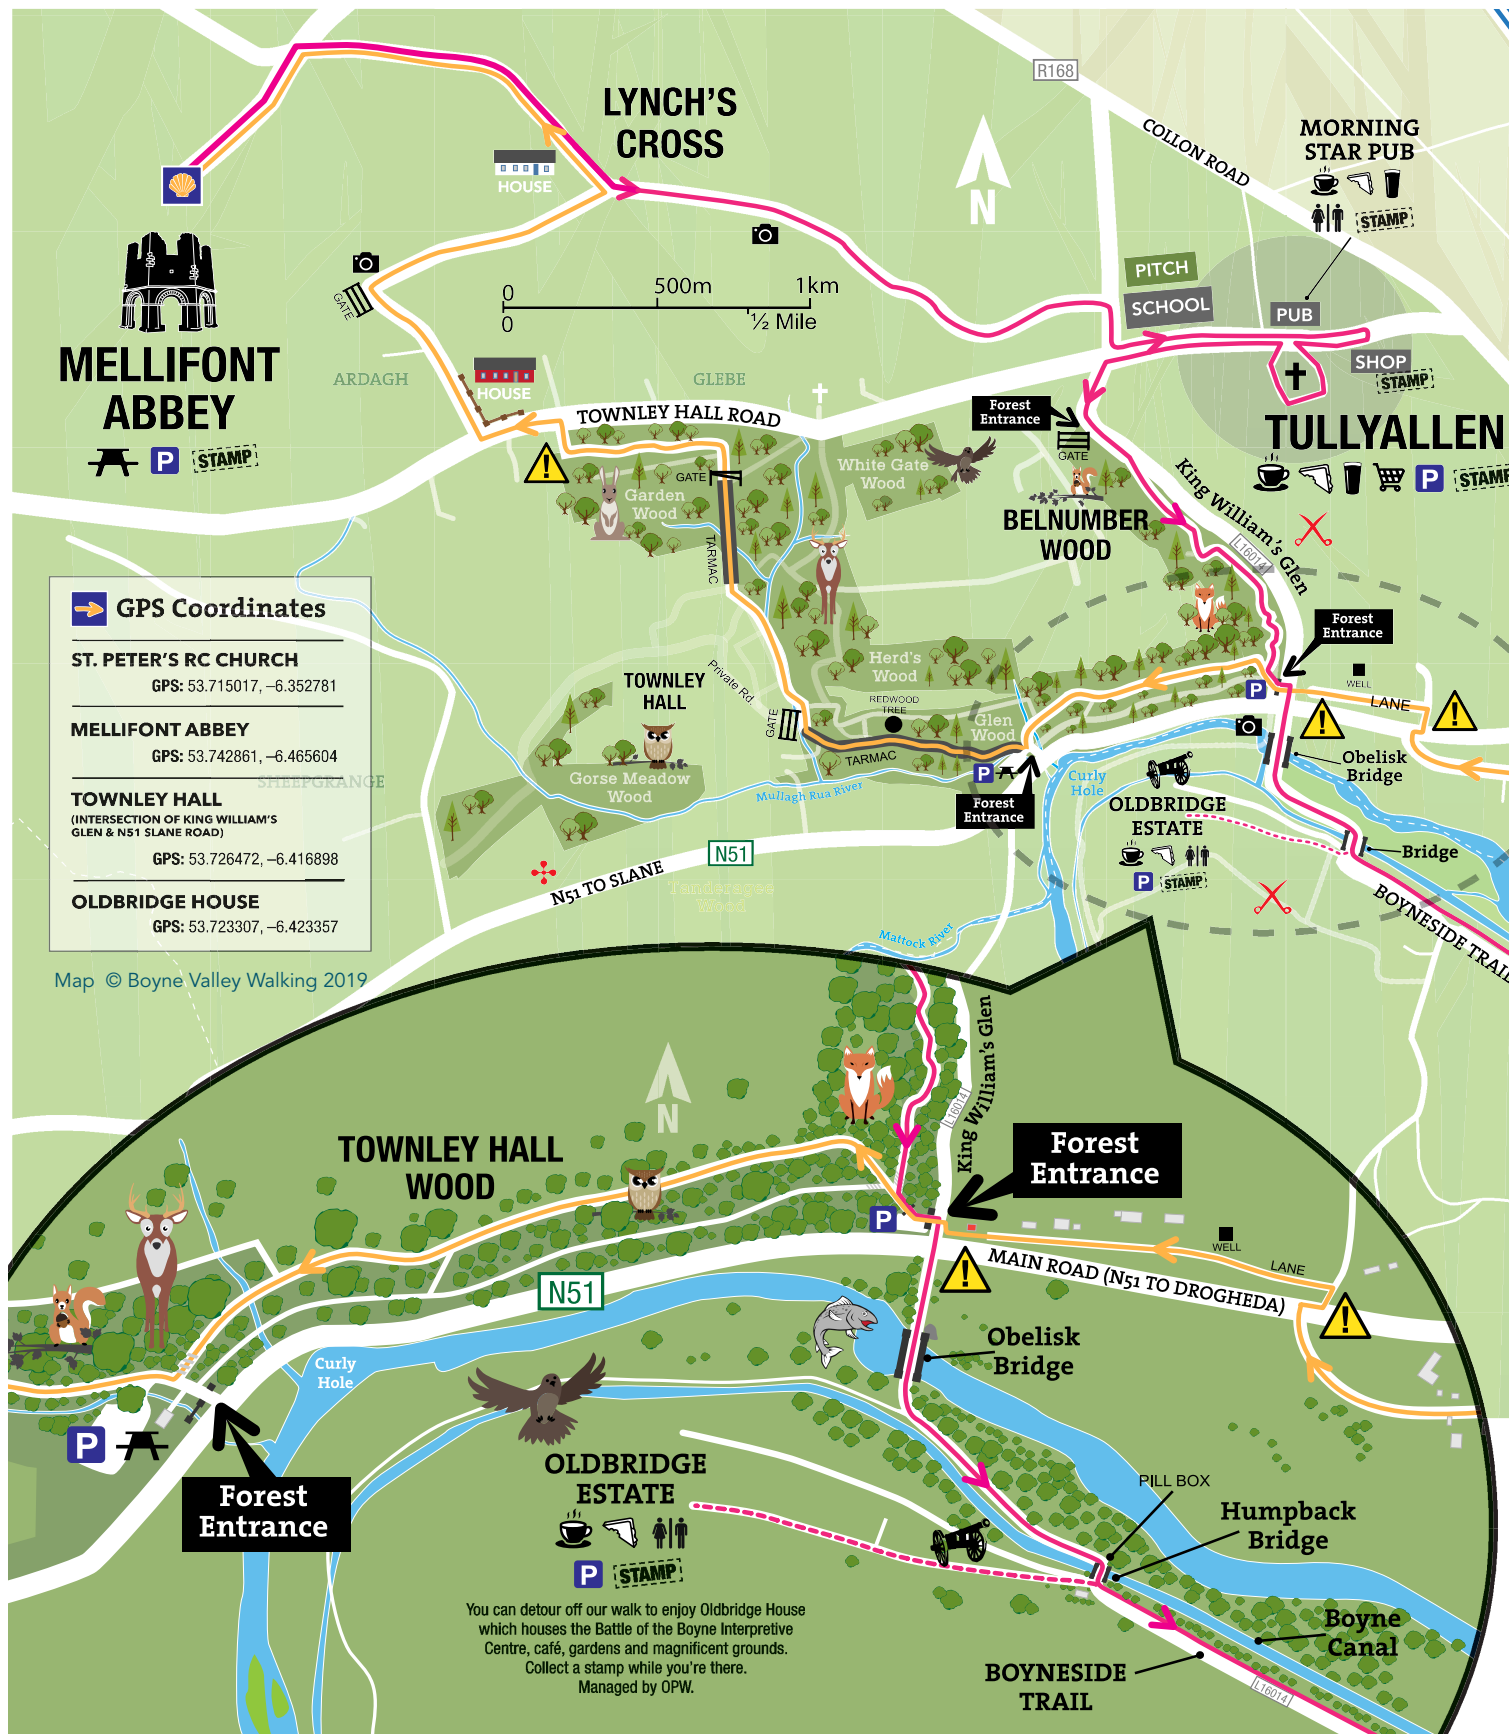 R168
COLLON ROAD
LYNCH'S
CROSS
MORNING
STAR PUB
STAMP
HOUSE
N
GATE
0
500m
1km
0
½ Mile
PITCH
SCHOOL
PUB
SHOP
STAMP
MELLIFONT
ABBEY
P
STAMP
ARDAGH
HOUSE
GLEBE
TOWNLEY HALL ROAD
Forest
Entrance
GATE
TULLYALLEN
P
STAMP
White Gate
Wood
GATE
Garden
Wood
TARMAC
BELNUMBER
WOOD
King William's Glen
L16014
GPS Coordinates
ST. PETER'S RC CHURCH
GPS: 53.715017, –6.352781
MELLIFONT ABBEY
GPS: 53.742861, –6.465604
SHEEPGRANGE
TOWNLEY HALL
(INTERSECTION OF KING WILLIAM'S
GLEN & N51 SLANE ROAD)
GPS: 53.726472, –6.416898
OLDBRIDGE HOUSE
GPS: 53.723307, –6.423357
Map © Boyne Valley Walking 2019
Forest
Entrance
WELL
P
LANE
Herd's
Wood
Private Rd.
TOWNLEY
HALL
REDWOOD
TREE
GATE
Glen
Wood
TARMAC
P
Gorse Meadow
Wood
Mullagh Rua River
Forest
Entrance
Curly
Hole
Obelisk
Bridge
OLDBRIDGE
ESTATE
P
STAMP
Bridge
BOYNESIDE TRAIL
N51
N51 TO SLANE
Tanderagee
Wood
Mattock River
N
King William's Glen
L16014
TOWNLEY HALL
WOOD
Forest
Entrance
P
WELL
LANE
MAIN ROAD (N51 TO DROGHEDA)
N51
Obelisk
Bridge
Curly
Hole
P
Forest
Entrance
OLDBRIDGE
ESTATE
P
STAMP
You can detour off our walk to enjoy Oldbridge House
which houses the Battle of the Boyne Interpretive
Centre, café, gardens and magnificent grounds.
Collect a stamp while you're there.
Managed by OPW.
PILL BOX
Humpback
Bridge
Boyne
Canal
BOYNESIDE
TRAIL
L16014